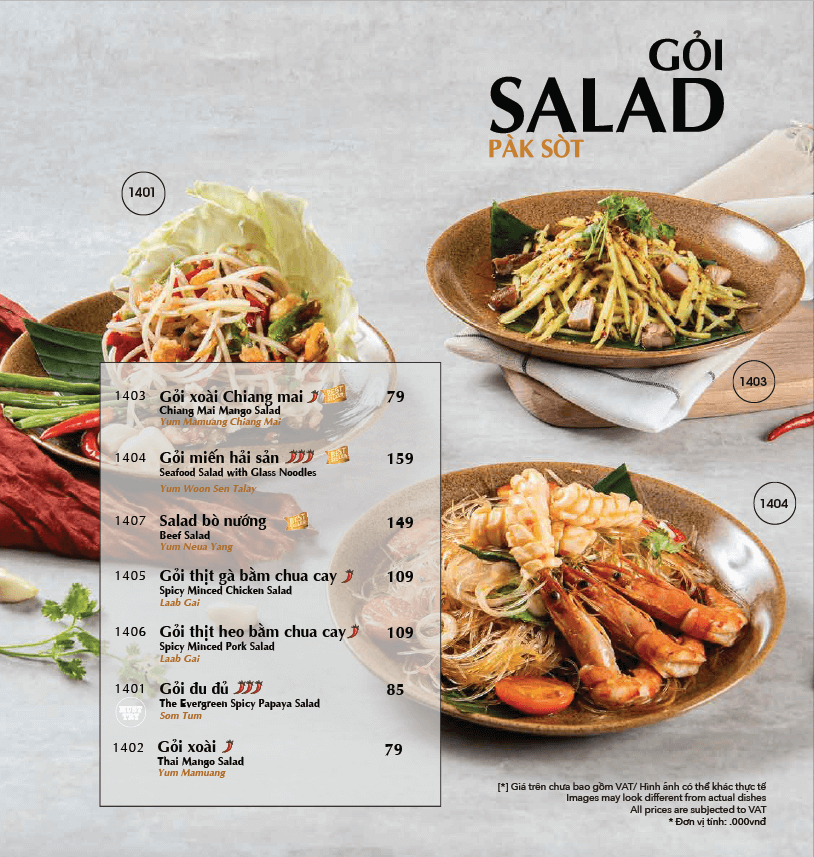 GỎI
SALAD
PÀK SÒT
1401
1403
1404
1403 Gỏi xoài Chiang mai BEST 79
Chiang Mai Mango Salad
Yum Mamuang Chiang Mai
1404 Gỏi miến hải sản BEST 159
Seafood Salad with Glass Noodles
Yum Woon Sen Talay
1407 Salad bò nướng BEST 149
Beef Salad
Yum Neua Yang
1405 Gỏi thịt gà bằm chua cay 109
Spicy Minced Chicken Salad
Laab Gai
1406 Gỏi thịt heo bằm chua cay 109
Spicy Minced Pork Salad
Laab Gai
1401 Gỏi đu đủ 85
MUST TRY The Evergreen Spicy Papaya Salad
Som Tum
1402 Gỏi xoài 79
Thai Mango Salad
Yum Mamuang
[*] Giá trên chưa bao gồm VAT/ Hình ảnh có thể khác thực tế
Images may look different from actual dishes
All prices are subjected to VAT
* Đơn vị tính: .000vnđ